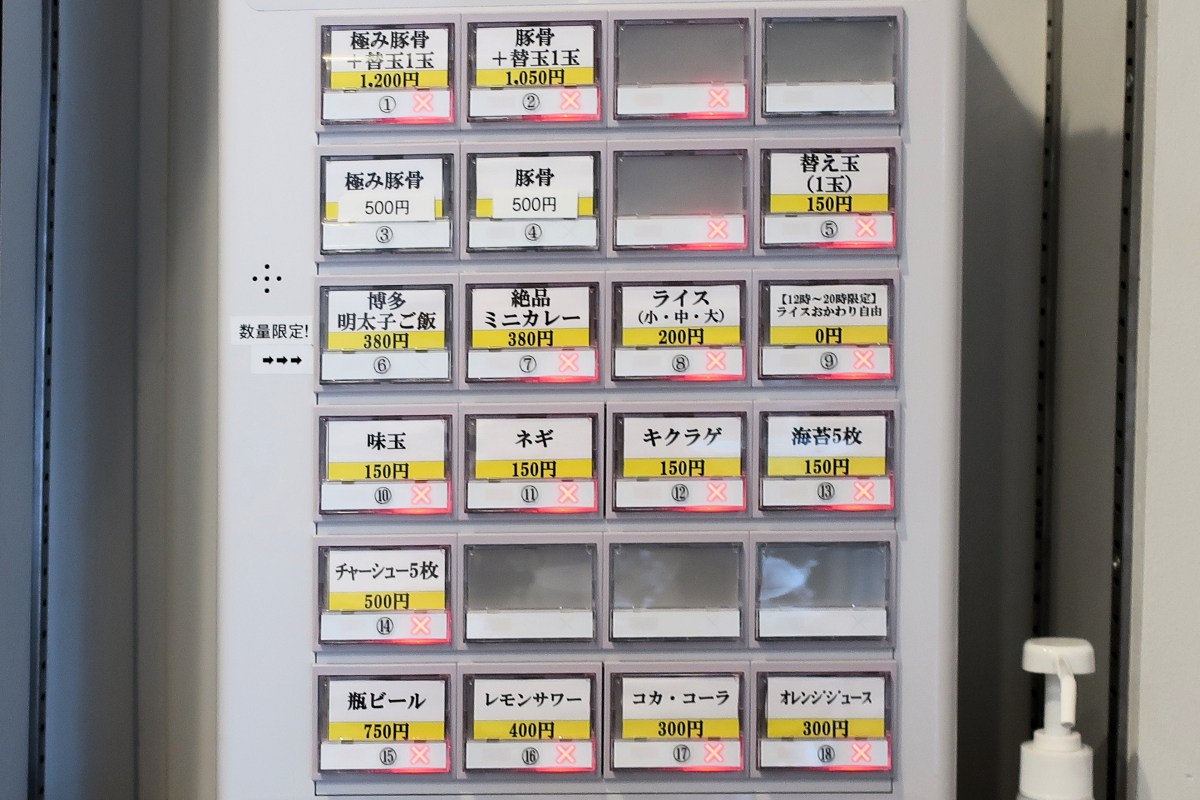 極み豚骨
＋替玉1玉
1,200円
①
豚骨
＋替玉1玉
1,050円
②
極み豚骨
500円
③
豚骨
500円
④
替え玉
(1玉)
150円
⑤
数量限定!
➡➡➡
博多
明太子ご飯
380円
⑥
絶品
ミニカレー
380円
⑦
ライス
(小・中・大)
200円
⑧
【12時～20時限定】
ライスおかわり自由
0円
⑨
味玉
150円
⑩
ネギ
150円
⑪
キクラゲ
150円
⑫
海苔5枚
150円
⑬
チャーシュー5枚
500円
⑭
瓶ビール
750円
⑮
レモンサワー
400円
⑯
コカ・コーラ
300円
⑰
オレンジジュース
300円
⑱